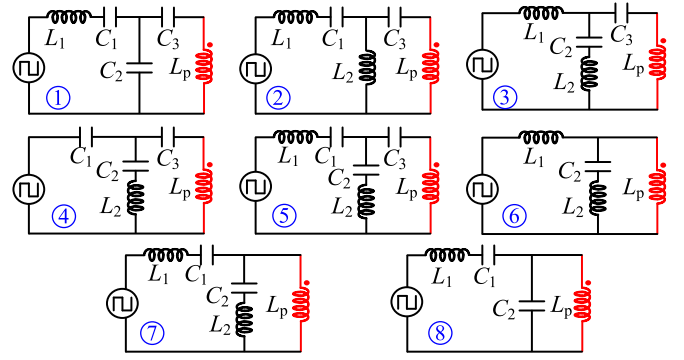 L₁ C₁ C₃ C₂ Lₚ ①
L₁ C₁ C₃ L₂ Lₚ ②
L₁ C₂ C₃ L₂ Lₚ ③
C₁ C₂ C₃ L₂ Lₚ ④
L₁ C₁ C₃ C₂ L₂ Lₚ ⑤
L₁ C₂ L₂ Lₚ ⑥
L₁ C₁ C₂ L₂ Lₚ ⑦
L₁ C₁ C₂ Lₚ ⑧